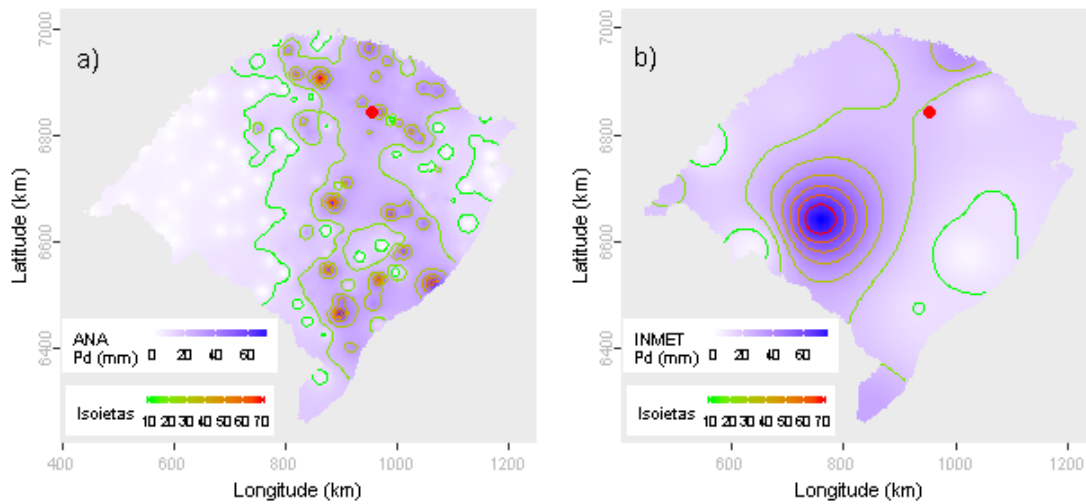 a)
Latitude (km)
7000
6800
6600
6400
ANA
Pd (mm) 0 20 40 60
Isoietas
10 20 30 40 50 60 70
400 600 800 1000 1200
Longitude (km)
b)
Latitude (km)
7000
6800
6600
6400
INMET
Pd (mm) 0 20 40 60
Isoietas
10 20 30 40 50 60 70
600 800 1000 1200
Longitude (km)